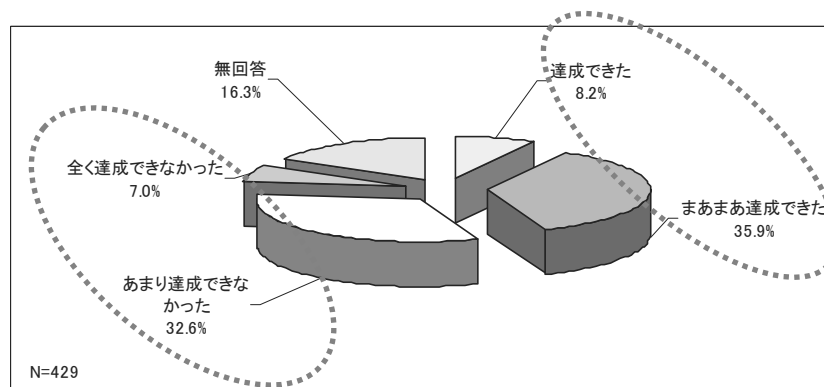 無回答
16.3%
達成できた
8.2%
全く達成できなかった
7.0%
まあまあ達成できた
35.9%
あまり達成できな
かった
32.6%
N=429